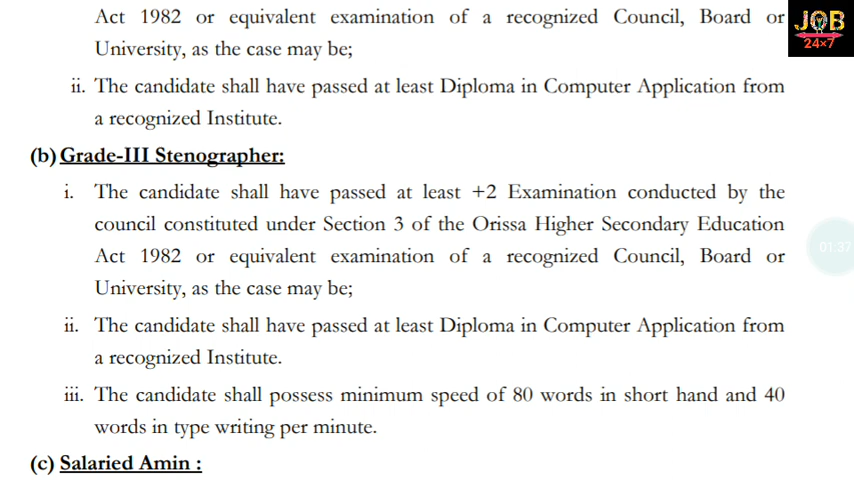 Act 1982 or equivalent examination of a recognized Council, Board or
University, as the case may be;
ii. The candidate shall have passed at least Diploma in Computer Application from
a recognized Institute.
(b) Grade-III Stenographer:
i. The candidate shall have passed at least +2 Examination conducted by the
council constituted under Section 3 of the Orissa Higher Secondary Education
Act 1982 or equivalent examination of a recognized Council, Board or
University, as the case may be;
ii. The candidate shall have passed at least Diploma in Computer Application from
a recognized Institute.
iii. The candidate shall possess minimum speed of 80 words in short hand and 40
words in type writing per minute.
(c) Salaried Amin :
JOB
24×7
01:37